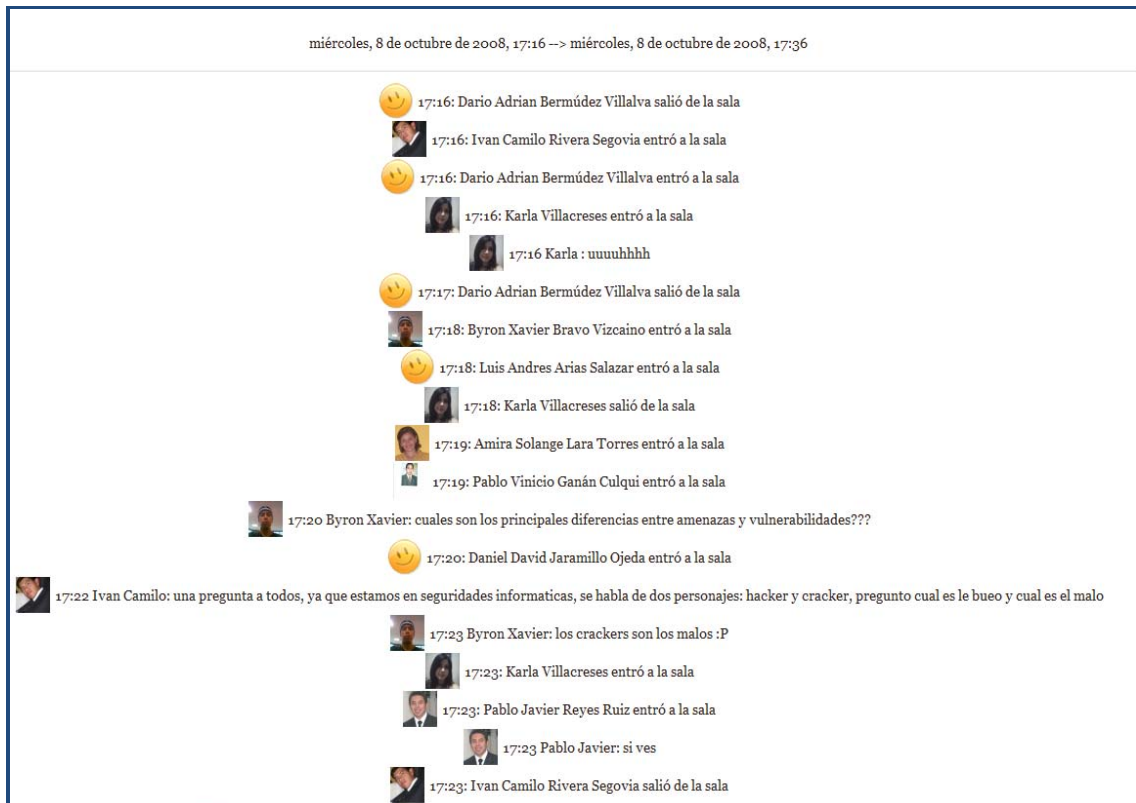 miércoles, 8 de octubre de 2008, 17:16 --> miércoles, 8 de octubre de 2008, 17:36
17:16: Dario Adrian Bermúdez Villalva salió de la sala
17:16: Ivan Camilo Rivera Segovia entró a la sala
17:16: Dario Adrian Bermúdez Villalva entró a la sala
17:16: Karla Villacreses entró a la sala
17:16 Karla : uuuuhhhh
17:17: Dario Adrian Bermúdez Villalva salió de la sala
17:18: Byron Xavier Bravo Vizcaino entró a la sala
17:18: Luis Andres Arias Salazar entró a la sala
17:18: Karla Villacreses salió de la sala
17:19: Amira Solange Lara Torres entró a la sala
17:19: Pablo Vinicio Ganán Culqui entró a la sala
17:20 Byron Xavier: cuales son los principales diferencias entre amenazas y vulnerabilidades???
17:20: Daniel David Jaramillo Ojeda entró a la sala
17:22 Ivan Camilo: una pregunta a todos, ya que estamos en seguridades informaticas, se habla de dos personajes: hacker y cracker, pregunto cual es le bueo y cual es el malo
17:23 Byron Xavier: los crackers son los malos :P
17:23: Karla Villacreses entró a la sala
17:23: Pablo Javier Reyes Ruiz entró a la sala
17:23 Pablo Javier: si ves
17:23: Ivan Camilo Rivera Segovia salió de la sala